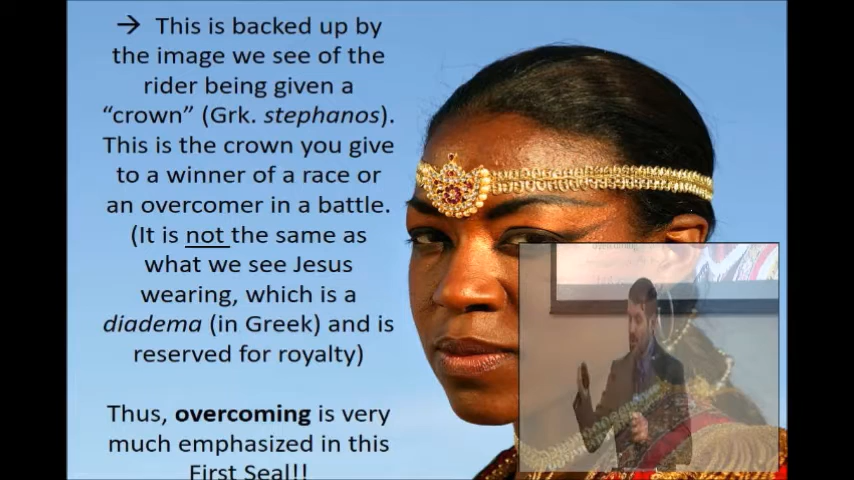 → This is backed up by
the image we see of the
rider being given a
“crown” (Grk. stephanos).
This is the crown you give
to a winner of a race or
an overcomer in a battle.
(It is not the same as
what we see Jesus
wearing, which is a
diadema (in Greek) and is
reserved for royalty)
Thus, overcoming is very
much emphasized in this
First Seal!!